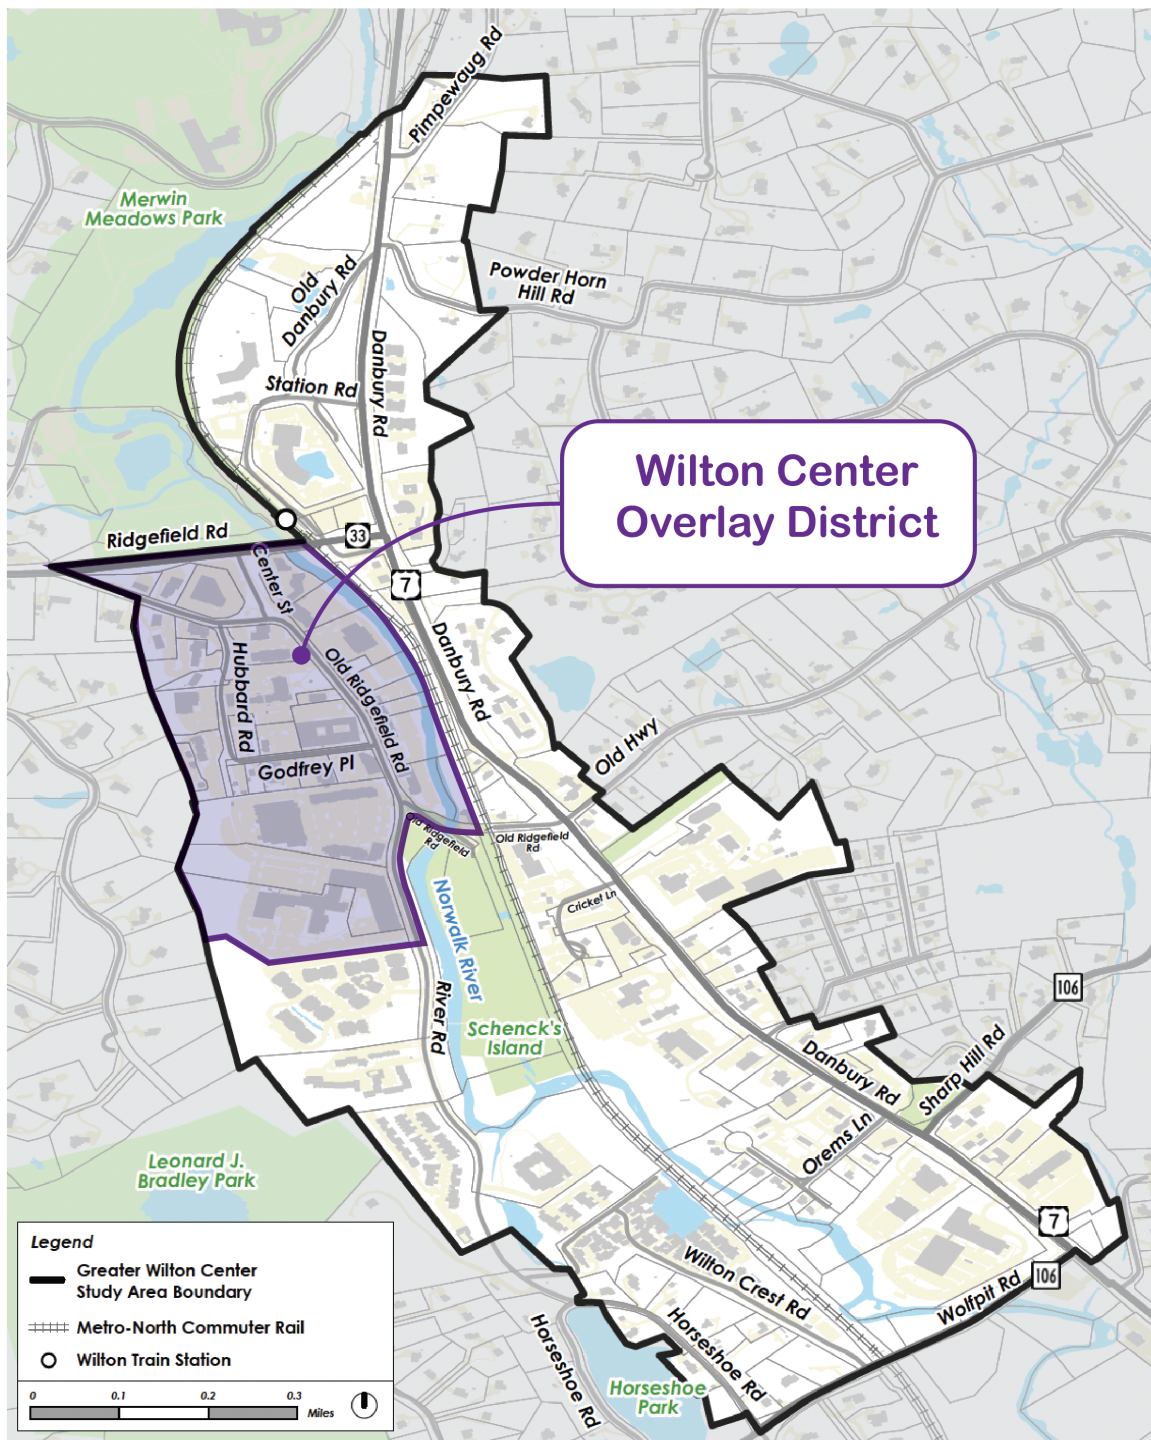 Pimpewaug Rd
Merwin
Meadows Park
Old
Danbury Rd
Powder Horn
Hill Rd
Danbury Rd
Station Rd
Wilton Center
Overlay District
Ridgefield Rd
33
Center St
7
Danbury Rd
Hubbard Rd
Old Ridgefield Rd
Godfrey Pl
Old Hwy
Old Ridgefield
Rd
Old Ridgefield
Rd
Cricket Ln
Norwalk River
River Rd
Schenck's
Island
106
Danbury Rd
Sharp Hill Rd
Orems Ln
Leonard J.
Bradley Park
7
106
Wolfpit Rd
Wilton Crest Rd
Horseshoe Rd
Horseshoe Rd
Horseshoe
Park
Legend
Greater Wilton Center
Study Area Boundary
Metro-North Commuter Rail
Wilton Train Station
0 0.1 0.2 0.3
Miles